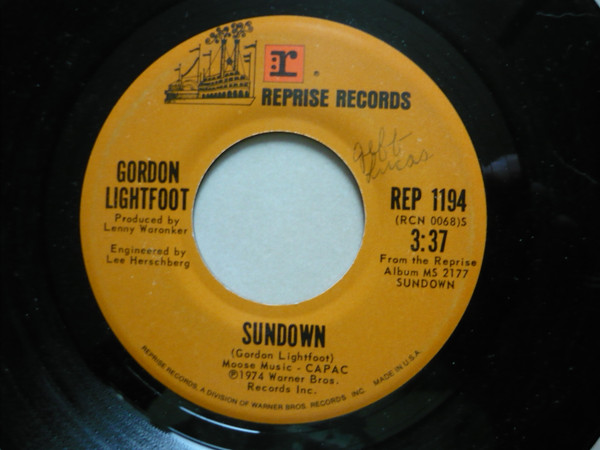 r ®
REPRISE RECORDS
Jeff
Lucas
GORDON
LIGHTFOOT
Produced by
Lenny Waronker
Engineered by
Lee Herschberg
REP 1194
(RCN 0068)S
3:37
From the Reprise
Album MS 2177
SUNDOWN
SUNDOWN
(Gordon Lightfoot)
Moose Music - CAPAC
℗1974 Warner Bros.
Records Inc.
REPRISE RECORDS, A DIVISION OF WARNER BROS. RECORDS INC. MADE IN U.S.A.